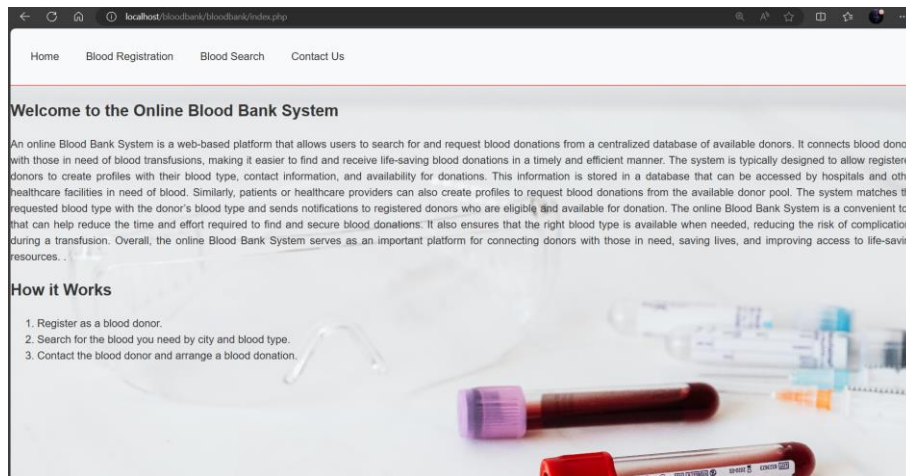 localhost/bloodbank/bloodbank/index.php
Home Blood Registration Blood Search Contact Us
Welcome to the Online Blood Bank System
An online Blood Bank System is a web-based platform that allows users to search for and request blood donations from a centralized database of available donors. It connects blood dono
with those in need of blood transfusions, making it easier to find and receive life-saving blood donations in a timely and efficient manner. The system is typically designed to allow registere
donors to create profiles with their blood type, contact information, and availability for donations. This information is stored in a database that can be accessed by hospitals and oth
healthcare facilities in need of blood. Similarly, patients or healthcare providers can also create profiles to request blood donations from the available donor pool. The system matches t
requested blood type with the donor's blood type and sends notifications to registered donors who are eligible and available for donation. The online Blood Bank System is a convenient to
that can help reduce the time and effort required to find and secure blood donations. It also ensures that the right blood type is available when needed, reducing the risk of complication
during a transfusion. Overall, the online Blood Bank System serves as an important platform for connecting donors with those in need, saving lives, and improving access to life-savin
resources. .
How it Works
1. Register as a blood donor.
2. Search for the blood you need by city and blood type.
3. Contact the blood donor and arrange a blood donation.